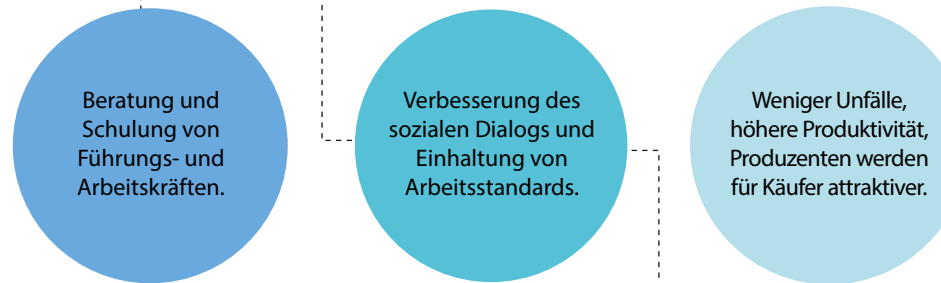 Beratung und
Schulung von
Führungs- und
Arbeitskräften.
Verbesserung des
sozialen Dialogs und
Einhaltung von
Arbeitsstandards.
Weniger Unfälle,
höhere Produktivität,
Produzenten werden
für Käufer attraktiver.